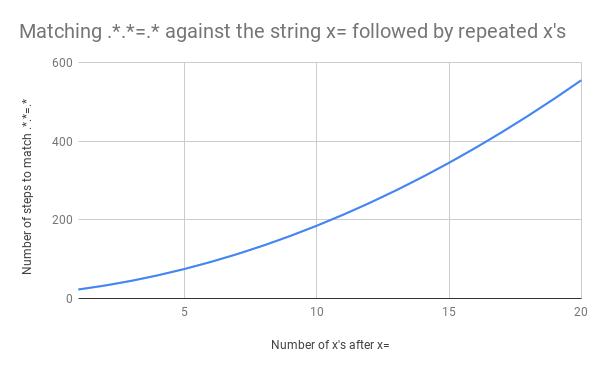 Matching .*.*=.* against the string x= followed by repeated x's
600
400
200
0
Number of steps to match .*.*=.*
5 10 15 20
Number of x's after x=